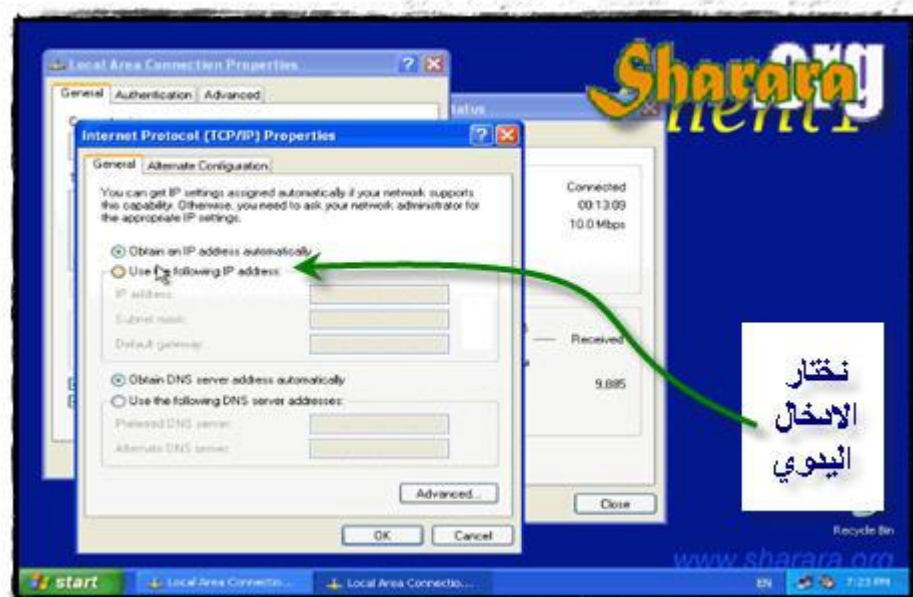 Sharara
org
Local Area Connection Properties
General Authentication Advanced
Internet Protocol (TCP/IP) Properties
General Alternate Configuration
You can get IP settings assigned automatically if your network supports
this capability. Otherwise, you need to ask your network administrator for
the appropriate IP settings.
Obtain an IP address automatically
Use the following IP address:
IP address:
Subnet mask:
Default gateway:
Obtain DNS server address automatically
Use the following DNS server addresses:
Preferred DNS server:
Alternate DNS server:
Advanced...
OK Cancel
Connected
00:13:09
10.0 Mbps
Received
9,885
Close
نختار
الادخال
اليدوي
Recycle Bin
www.sharara.org
start Local Area Connectio... Local Area Connectio... EN 7:23 PM